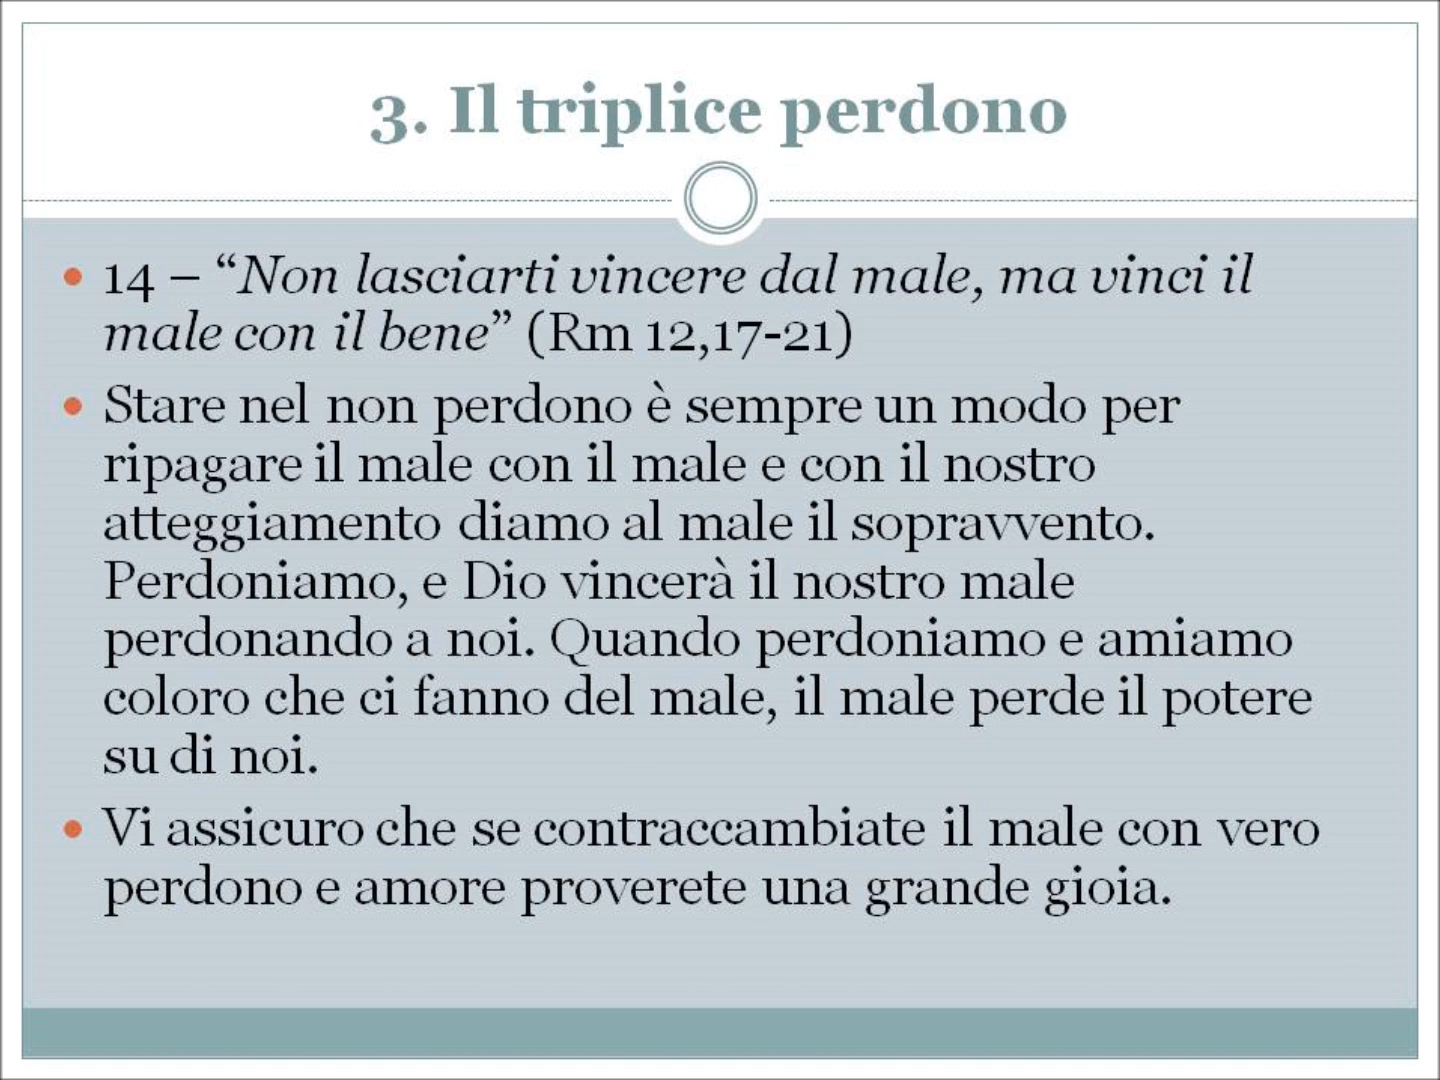 3. Il triplice perdono
• 14 – “Non lasciarti vincere dal male, ma vinci il
male con il bene” (Rm 12,17-21)
• Stare nel non perdono è sempre un modo per
ripagare il male con il male e con il nostro
atteggiamento diamo al male il sopravvento.
Perdoniamo, e Dio vincerà il nostro male
perdonando a noi. Quando perdoniamo e amiamo
coloro che ci fanno del male, il male perde il potere
su di noi.
• Vi assicuro che se contraccambiate il male con vero
perdono e amore proverete una grande gioia.